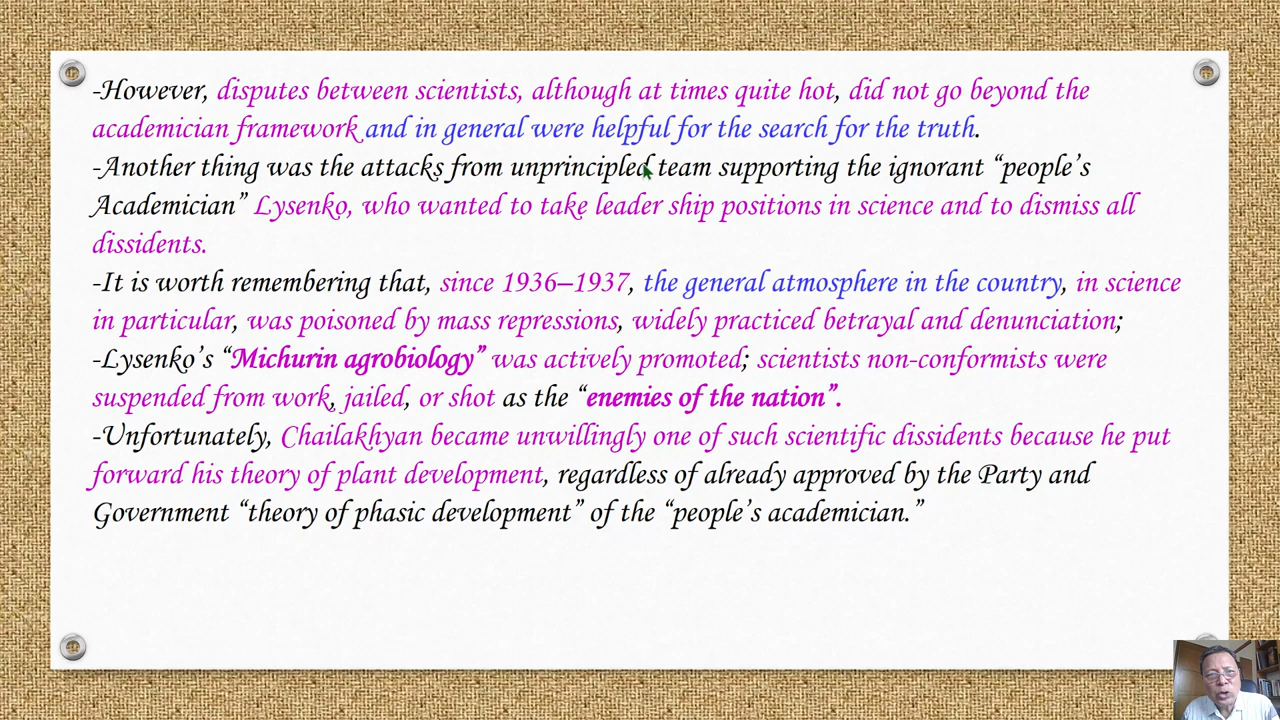 -However, disputes between scientists, although at times quite hot, did not go beyond the
academician framework and in general were helpful for the search for the truth.
-Another thing was the attacks from unprincipled team supporting the ignorant “people’s
Academician” Lysenko, who wanted to take leader ship positions in science and to dismiss all
dissidents.
-It is worth remembering that, since 1936–1937, the general atmosphere in the country, in science
in particular, was poisoned by mass repressions, widely practiced betrayal and denunciation;
-Lysenko’s “Michurin agrobiology” was actively promoted; scientists non-conformists were
suspended from work, jailed, or shot as the “enemies of the nation”.
-Unfortunately, Chailakhyan became unwillingly one of such scientific dissidents because he put
forward his theory of plant development, regardless of already approved by the Party and
Government “theory of phasic development” of the “people’s academician.”